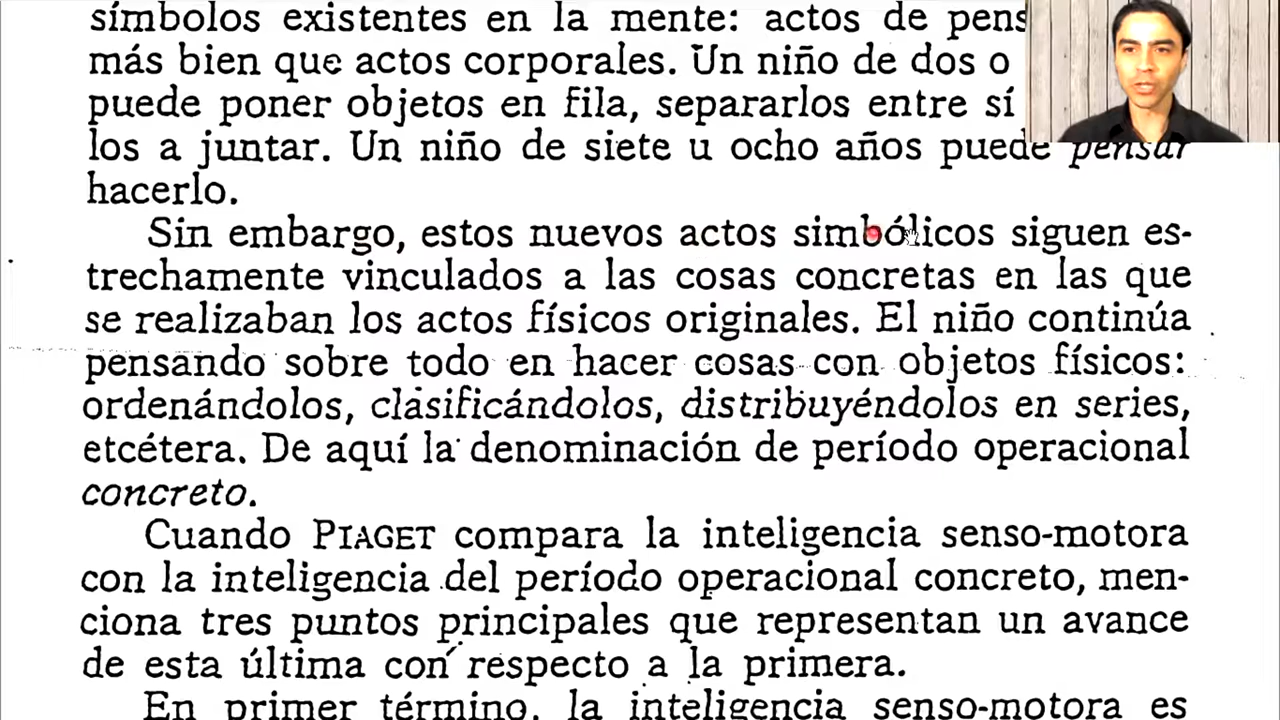 símbolos existentes en la mente: actos de
más bien que actos corporales. Un niño de dos o
puede poner objetos en fila, separarlos entre sí
los a juntar. Un niño de siete u ocho años puede pensar
hacerlo.
Sin embargo, estos nuevos actos simbólicos siguen es-
trechamente vinculados a las cosas concretas en las que
se realizaban los actos físicos originales. El niño continúa
pensando sobre todo en hacer cosas con objetos físicos:
ordenándolos, clasificándolos, distribuyéndolos en series,
etcétera. De aquí la denominación de período operacional
concreto.
Cuando PIAGET compara la inteligencia senso-motora
con la inteligencia del período operacional concreto, men-
ciona tres puntos principales que representan un avance
de esta última con respecto a la primera.
En primer término, la inteligencia senso-motora es